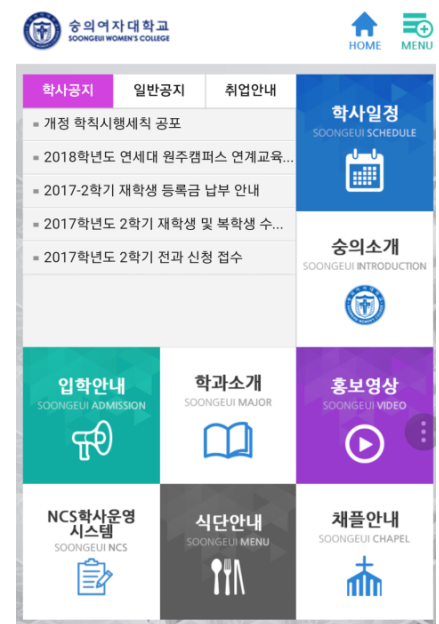 숭의여자대학교
SOONGEUI WOMEN'S COLLEGE
HOME
MENU
학사공지
일반공지
취업안내
개정 학칙시행세칙 공포
2018학년도 연세대 원주캠퍼스 연계교육...
2017-2학기 재학생 등록금 납부 안내
2017학년도 2학기 재학생 및 복학생 수...
2017학년도 2학기 전과 신청 접수
학사일정
SOONGEUI SCHEDULE
숭의소개
SOONGEUI INTRODUCTION
입학안내
SOONGEUI ADMISSION
학과소개
SOONGEUI MAJOR
홍보영상
SOONGEUI VIDEO
NCS학사운영
시스템
SOONGEUI NCS
식단안내
SOONGEUI MENU
채플안내
SOONGEUI CHAPEL